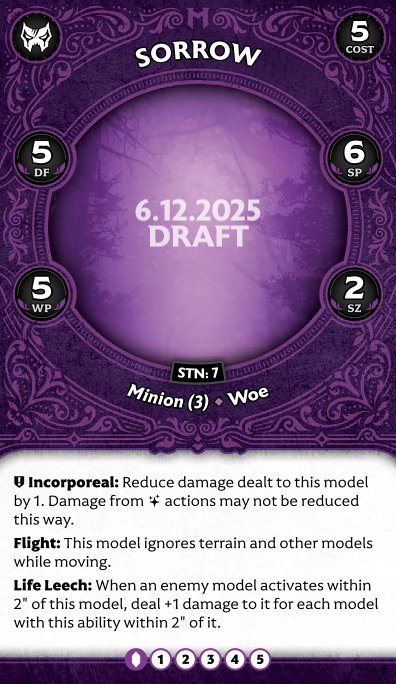 SORROW
5
COST
5
DF
6
SP
6.12.2025
DRAFT
5
WP
2
SZ
STN: 7
Minion (3) ◆ Woe
Incorporeal: Reduce damage dealt to this model
by 1. Damage from actions may not be reduced
this way.
Flight: This model ignores terrain and other models
while moving.
Life Leech: When an enemy model activates within
2" of this model, deal +1 damage to it for each model
with this ability within 2" of it.
1 2 3 4 5